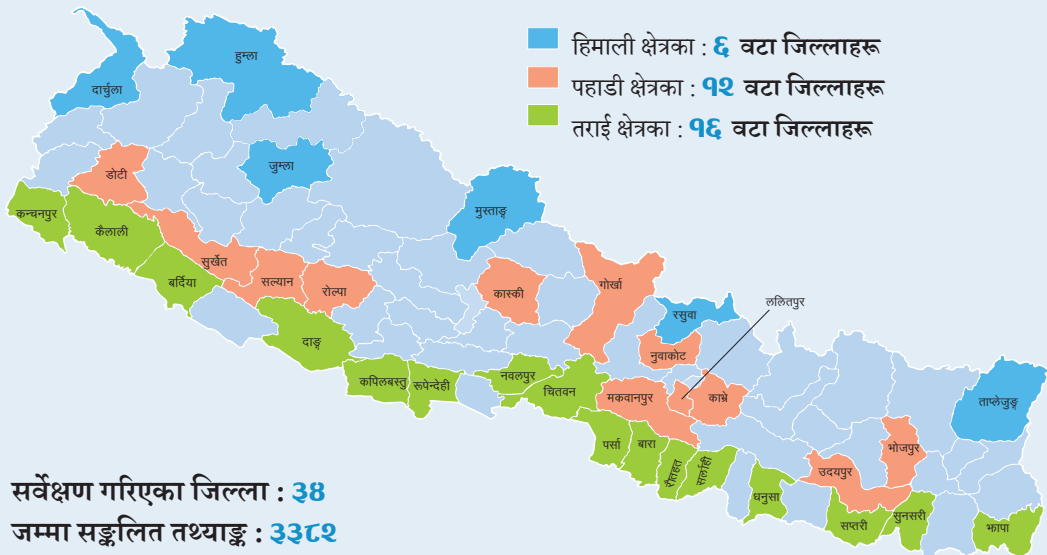 हिमाली क्षेत्रका : ६ वटा जिल्लाहरू
पहाडी क्षेत्रका : १२ वटा जिल्लाहरू
तराई क्षेत्रका : १६ वटा जिल्लाहरू
हुम्ला
दार्चुला
जुम्ला
डोटी
मुस्ताङ्ग
कन्चनपुर
कैलाली
सुर्खेत
बर्दिया
सल्यान
रोल्पा
कास्की
गोर्खा
ललितपुर
रसुवा
दाङ्ग
नुवाकोट
कपिलबस्तु
रूपेन्देही
नवलपुर
चितवन
मकवानपुर
काभ्रे
ताप्लेजुङ्ग
पर्सा
बारा
रौतहत
सर्लाही
भोजपुर
उदयपुर
धनुसा
सप्तरी
सुनसरी
झापा
सर्वेक्षण गरिएका जिल्ला : ३४
जम्मा सङ्कलित तथ्याङ्क : ३३८२